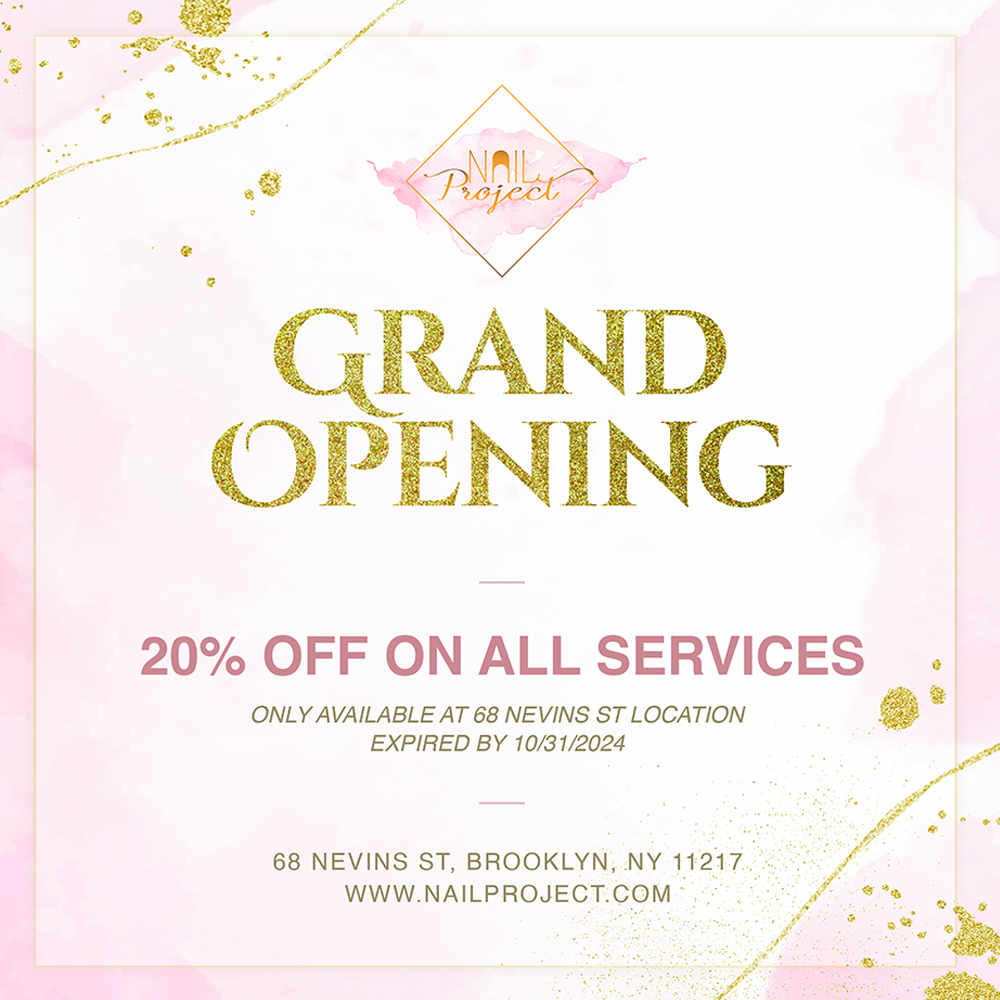 NAIL
Project
GRAND
OPENING
20% OFF ON ALL SERVICES
ONLY AVAILABLE AT 68 NEVINS ST LOCATION
EXPIRED BY 10/31/2024
68 NEVINS ST, BROOKLYN, NY 11217
WWW.NAILPROJECT.COM